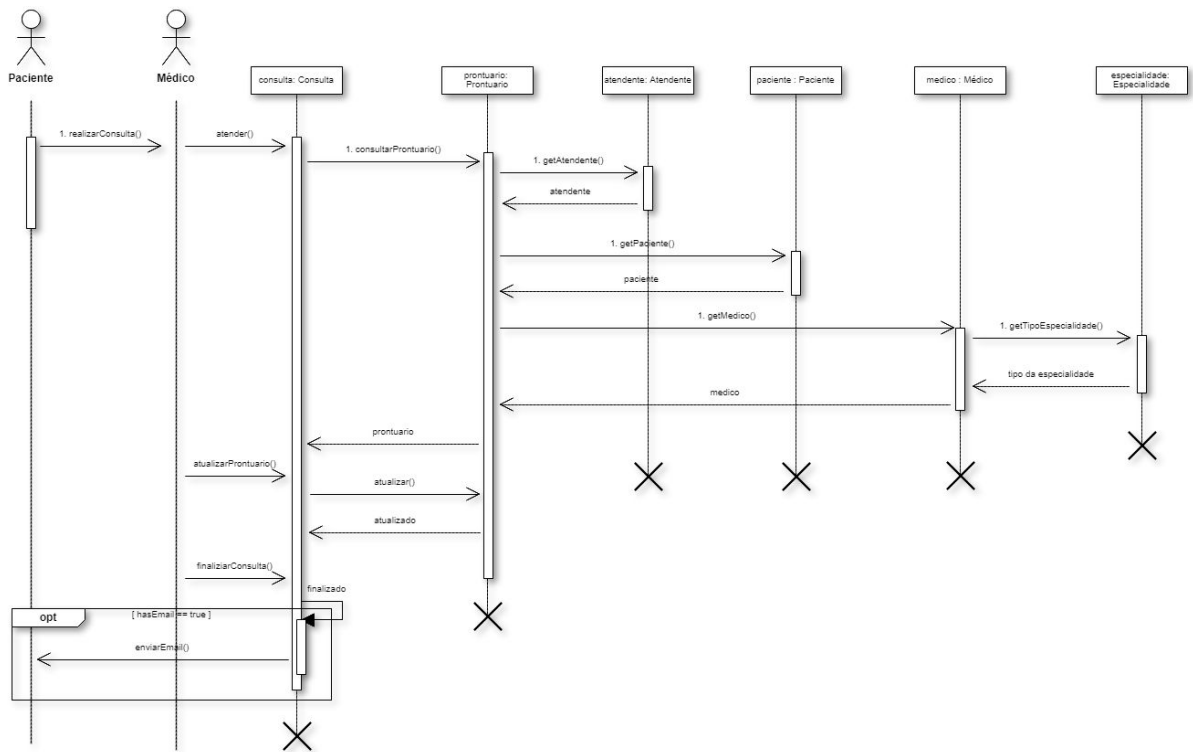 Paciente
Médico
consulta: Consulta
prontuario:
Prontuario
atendente: Atendente
paciente : Paciente
medico : Médico
especialidade:
Especialidade
1. realizarConsulta()
atender()
1. consultarProntuario()
1. getAtendente()
atendente
1. getPaciente()
paciente
1. getMedico()
1. getTipoEspecialidade()
tipo da especialidade
medico
prontuario
atualizarProntuario()
atualizar()
atualizado
finaliziarConsulta()
finalizado
opt
[ hasEmail == true ]
enviarEmail()